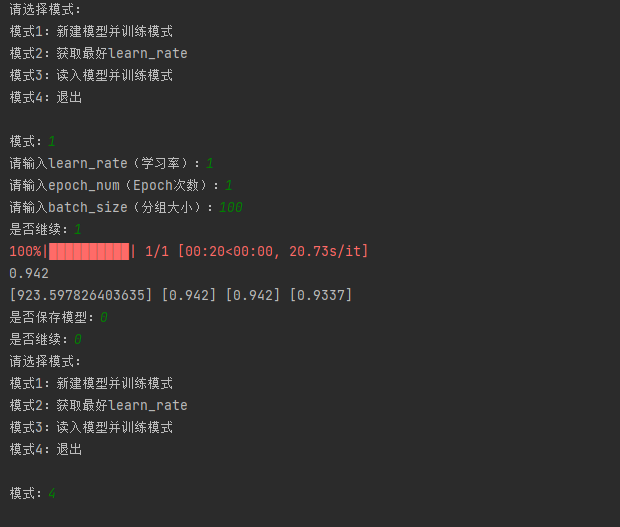 请选择模式:
模式1: 新建模型并训练模式
模式2: 获取最好learn_rate
模式3: 读入模型并训练模式
模式4: 退出
模式: 1
请输入learn_rate（学习率）: 1
请输入epoch_num（Epoch次数）: 1
请输入batch_size（分组大小）: 100
是否继续: 1
100%|██████████| 1/1 [00:20<00:00, 20.73s/it]
0.942
[923.597826403635] [0.942] [0.942] [0.9337]
是否保存模型: 0
是否继续: 0
请选择模式:
模式1: 新建模型并训练模式
模式2: 获取最好learn_rate
模式3: 读入模型并训练模式
模式4: 退出
模式: 4